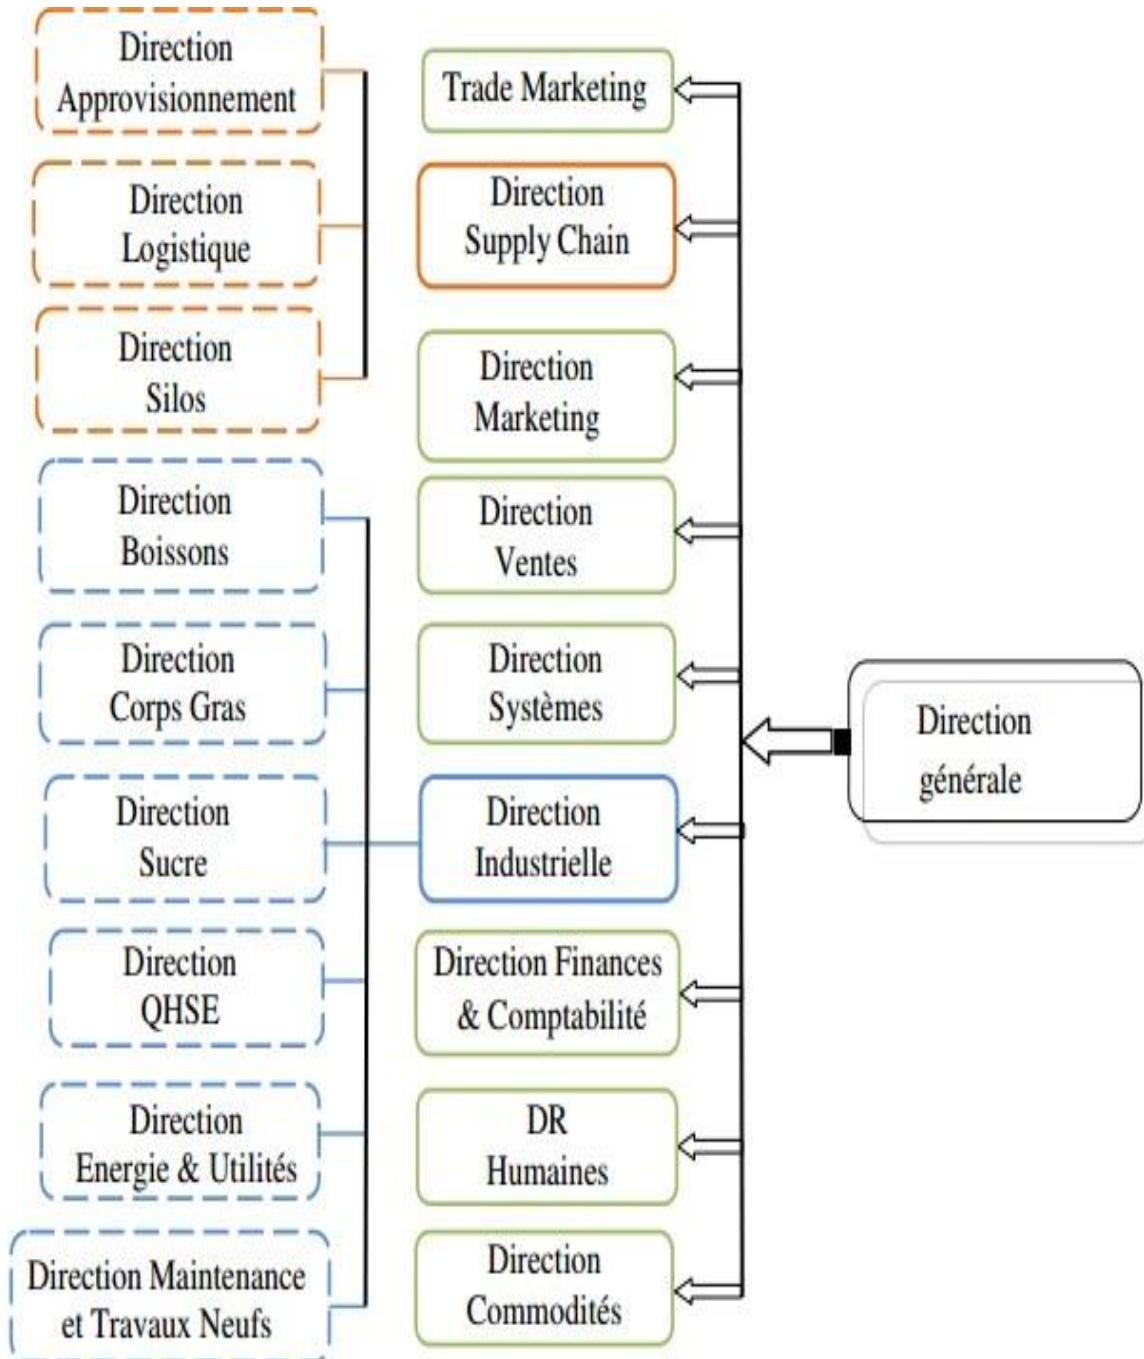 Direction
Approvisionnement
Direction
Logistique
Direction
Silos
Direction
Boissons
Direction
Corps Gras
Direction
Sucre
Direction
QHSE
Direction
Energie & Utilités
Direction Maintenance
et Travaux Neufs
Trade Marketing
Direction
Supply Chain
Direction
Marketing
Direction
Ventes
Direction
Systèmes
Direction
Industrielle
Direction Finances
& Comptabilité
DR
Humaines
Direction
Commodités
Direction
générale